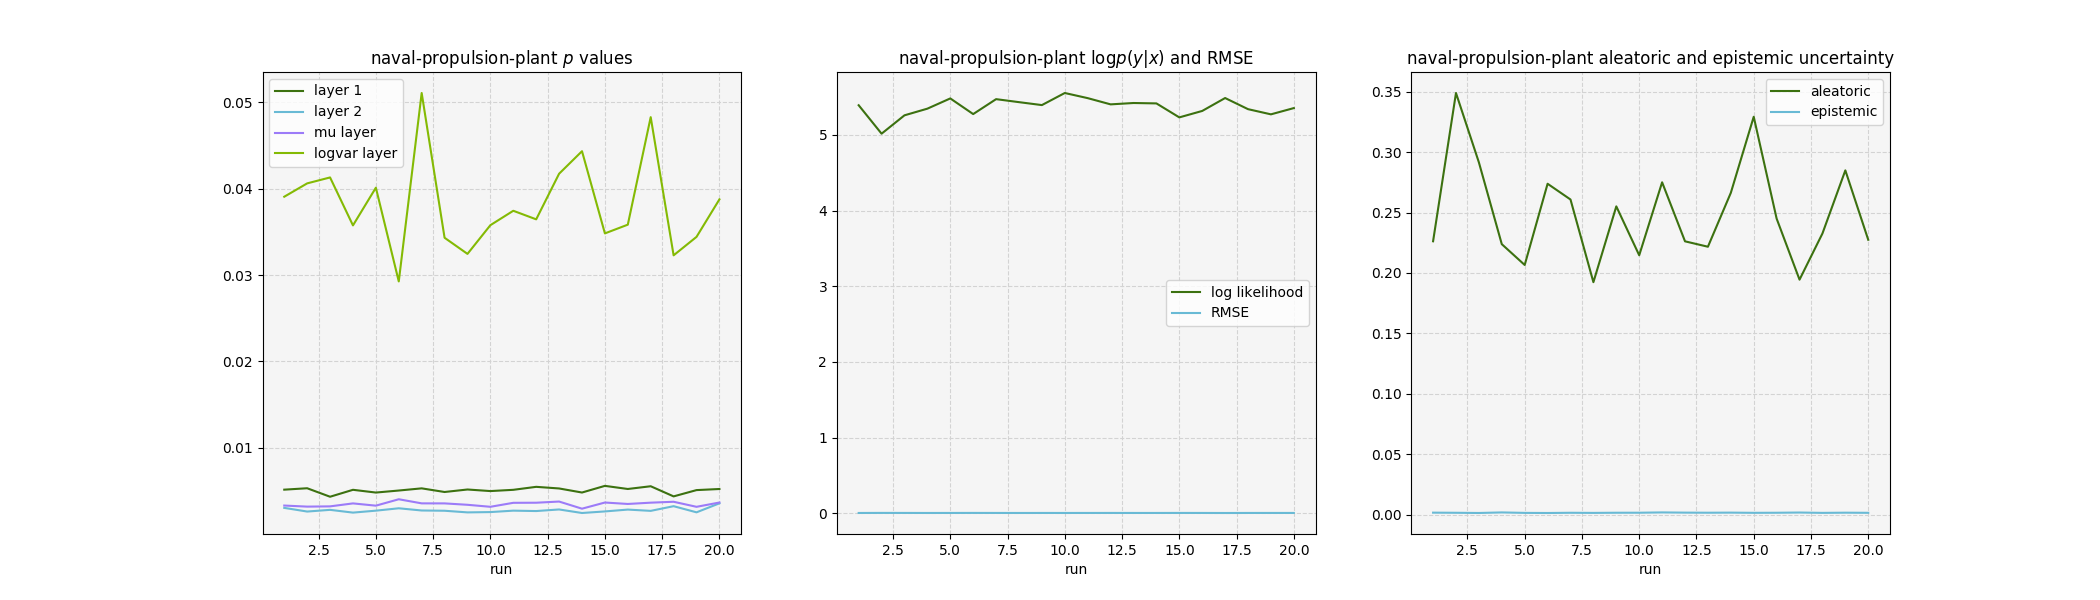 naval-propulsion-plant p values
0.05
0.04
0.03
0.02
0.01
layer 1
layer 2
mu layer
logvar layer
2.5 5.0 7.5 10.0 12.5 15.0 17.5 20.0
run
naval-propulsion-plant logp(y|x) and RMSE
5
4
3
2
1
0
log likelihood
RMSE
2.5 5.0 7.5 10.0 12.5 15.0 17.5 20.0
run
naval-propulsion-plant aleatoric and epistemic uncertainty
0.35
0.30
0.25
0.20
0.15
0.10
0.05
0.00
aleatoric
epistemic
2.5 5.0 7.5 10.0 12.5 15.0 17.5 20.0
run